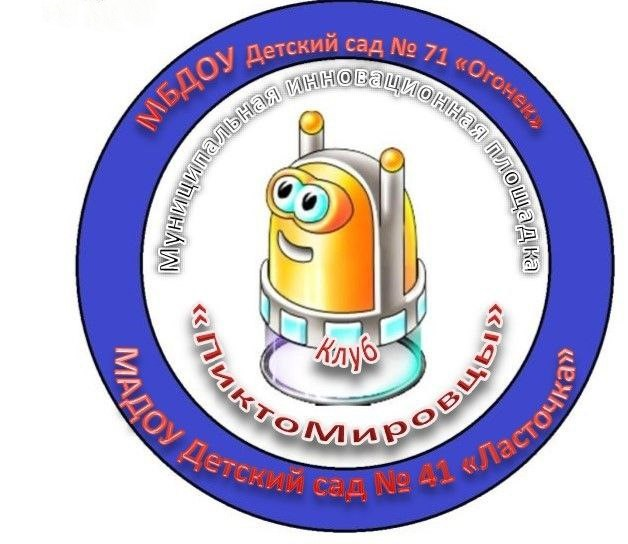 МБДОУ Детский сад № 71 «Огонек»
Муниципальная инновационная площадка
Клуб
«ПиктоМировцы»
МАДОУ Детский сад № 41 «Ласточка»